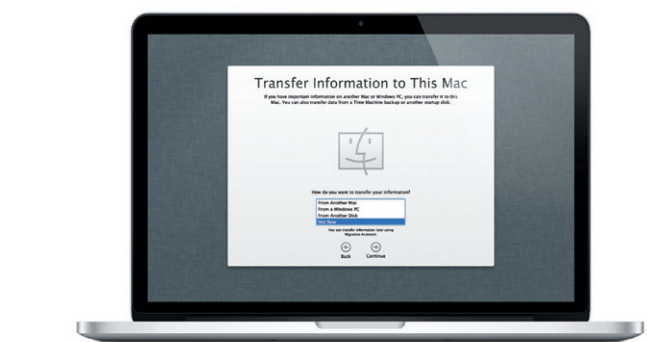 Transfer Information to This Mac
If you have important information on another Mac or Windows PC, you can transfer it to this
Mac. You can also transfer data from a Time Machine backup or another startup disk.
How do you want to transfer your information?
From Another Mac
From a Windows PC
From Another Disk
Not Now
You can transfer information later using
Migration Assistant.
Back Continue